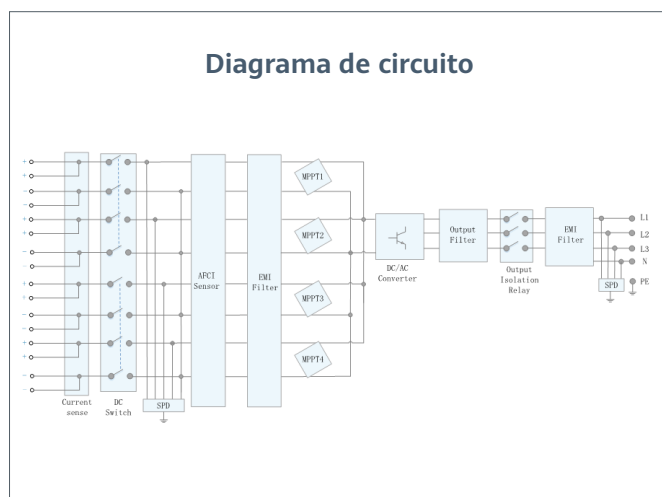 Diagrama de circuito
+
+
−
−
+
+
−
−
+
+
−
−
+
+
−
−
Current
sense
DC
Switch
SPD
AFCI
Sensor
EMI
Filter
MPPT1
MPPT2
MPPT3
MPPT4
DC/AC
Converter
Output
Filter
Output
Isolation
Relay
EMI
Filter
SPD
L1
L2
L3
N
PE